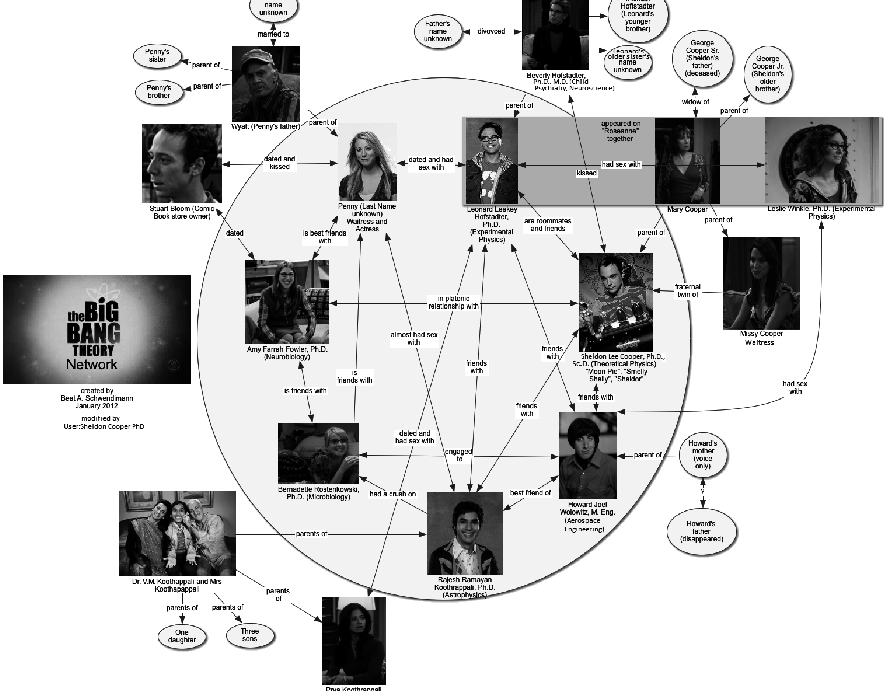 name
unknown
married to
Penny's
sister
parent of
Penny's
brother
parent of
Wyatt (Penny's father)
parent of
Father's
name
unknown
divoved
Hofstadter
(Leonard's
younger
brother)
older sister's
name
unknown
Beverly Hofstadter,
Ph.D., M.D. (Child
Psychiatry, Neuroscience)
parent of
George
Cooper Sr.
(Sheldon's
father)
(deceased)
George
Cooper Jr.
(Sheldon's
older
brother)
widow of
parent of
appeared on
"Roseanne"
together
had sex with
kissed
Mary Cooper
Leslie Winkle, Ph.D. (Experimental
Physics)
Stuart Bloom (Comic
Book store owner)
dated and
kissed
Penny (Last Name
unknown)
Waitress and
Actress
dated and had
sex with
Leonard Leakey
Hofstadter,
Ph.D.
(Experimental
Physics)
dated
is best friends
with
are roommates
and friends
parent of
parent of
Amy Farrah Fowler, Ph.D.
(Neurobiology)
in platonic
relationship with
Sheldon Lee Cooper, Ph.D.,
Sc.D. (Theoretical Physics)
"Moon Pie", "Smelly
Shelly", "Sheldor"
fraternal
twin of
Missy Cooper
Waitress
the BIG
BANG
THEORY
Network
created by
Beat A. Schwendimann
January 2012
modified by
User:Sheldon Cooper PhD
almost had sex
with
is
friends with
friends
with
friends
with
friends
with
friends with
had sex
with
is friends with
dated and
had sex with
engaged
to
Bernadette Rostenkowski,
Ph.D. (Microbiology)
had a crush on
best friend of
Howard Joel
Wolowitz, M. Eng.
(Aerospace
Engineering)
parent of
Howard's
mother
(voice
only)
?
Howard's
father
(disappeared)
parents of
Rajesh Ramayan
Koothrappali, Ph.D.
(Astrophysics)
Dr. V.M. Koothappali and Mrs
Koothapappali
parents of
parents of
parents
of
One
daughter
Three
sons
Priya Koothrappali